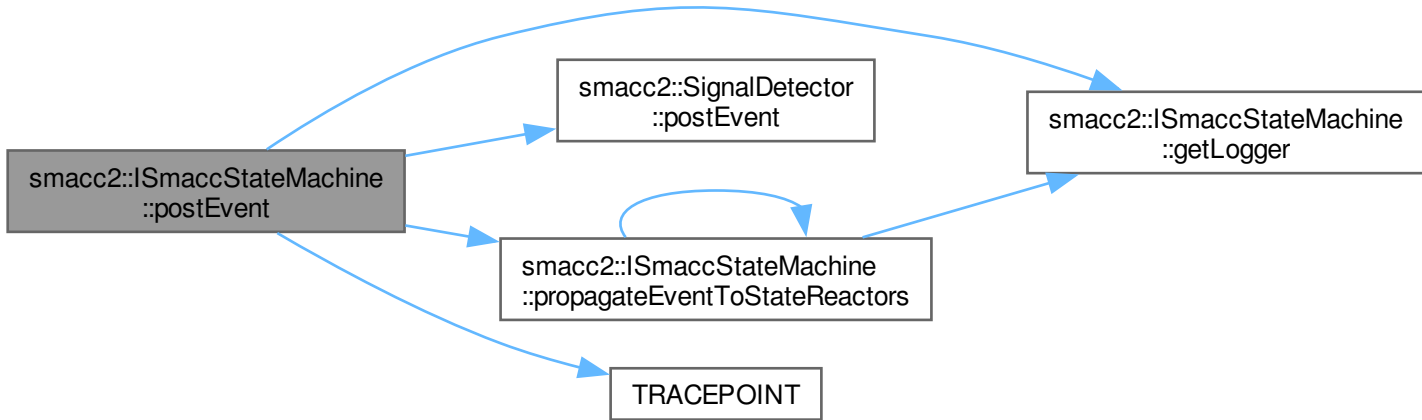 smacc2::ISmaccStateMachine
::postEvent
smacc2::SignalDetector
::postEvent
smacc2::ISmaccStateMachine
::propagateEventToStateReactors
TRACEPOINT
smacc2::ISmaccStateMachine
::getLogger